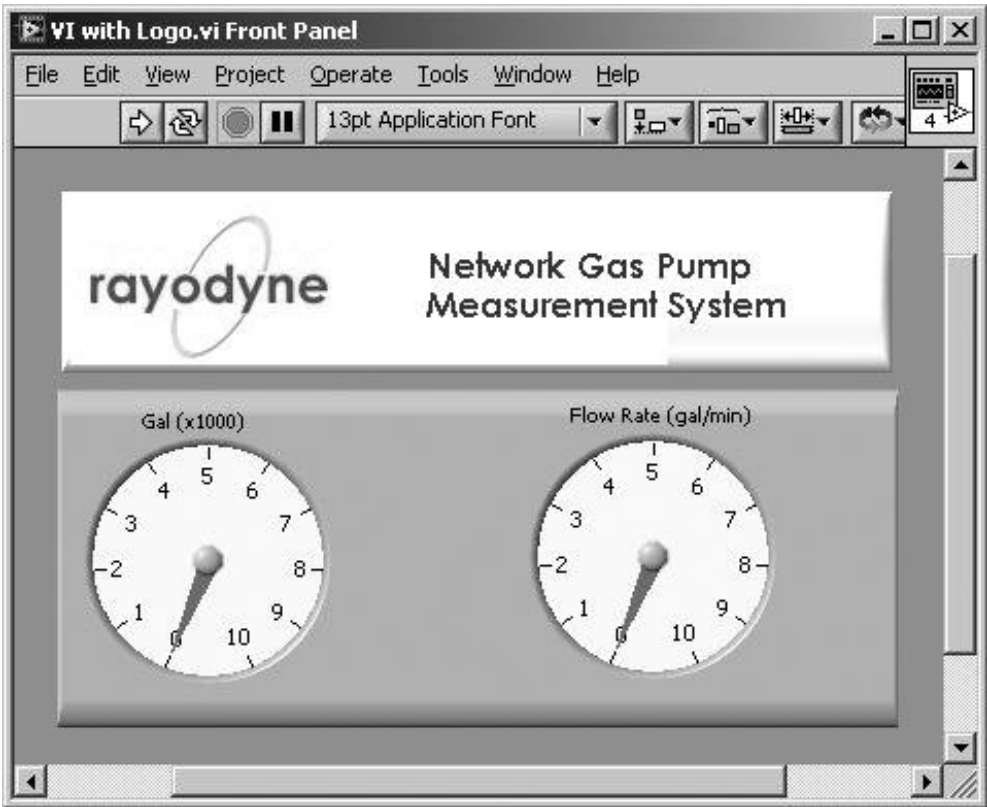 VI with Logo.vi Front Panel
File Edit View Project Operate Tools Window Help
13pt Application Font
4
rayodyne
Network Gas Pump
Measurement System
Gal (x1000)
0 1 2 3 4 5 6 7 8 9 10
Flow Rate (gal/min)
0 1 2 3 4 5 6 7 8 9 10